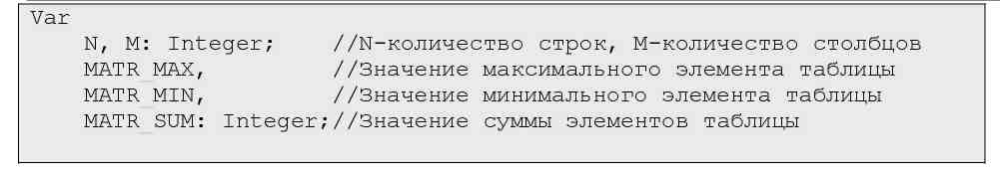 Var
N, M: Integer; //N-количество строк, M-количество столбцов
MATR_MAX, //Значение максимального элемента таблицы
MATR_MIN, //Значение минимального элемента таблицы
MATR_SUM: Integer;//Значение суммы элементов таблицы